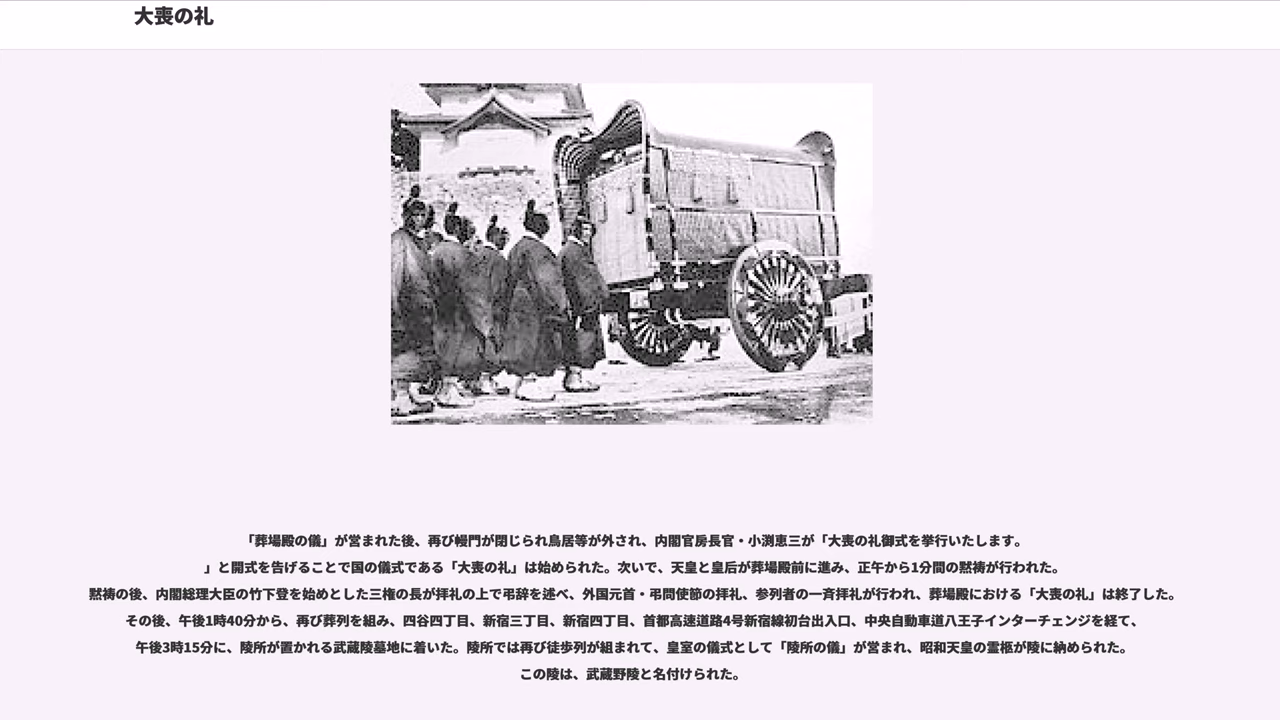 大喪の礼
「葬場殿の儀」が営まれた後、再び幔門が閉じられ鳥居等が外され、内閣官房長官・小渕恵三が「大喪の礼御式を挙行いたします。
」と開式を告げることで国の儀式である「大喪の礼」は始められた。次いで、天皇と皇后が葬場殿前に進み、正午から1分間の黙祷が行われた。
黙祷の後、内閣総理大臣の竹下登を始めとした三権の長が拝礼の上で弔辞を述べ、外国元首・弔問使節の拝礼、参列者の一斉拝礼が行われ、葬場殿における「大喪の礼」は終了した。
その後、午後1時40分から、再び葬列を組み、四谷四丁目、新宿三丁目、新宿四丁目、首都高速道路4号新宿線初台出入口、中央自動車道八王子インターチェンジを経て、
午後3時15分に、陵所が置かれる武蔵陵墓地に着いた。陵所では再び徒歩列が組まれて、皇室の儀式として「陵所の儀」が営まれ、昭和天皇の霊柩が陵に納められた。
この陵は、武蔵野陵と名付けられた。